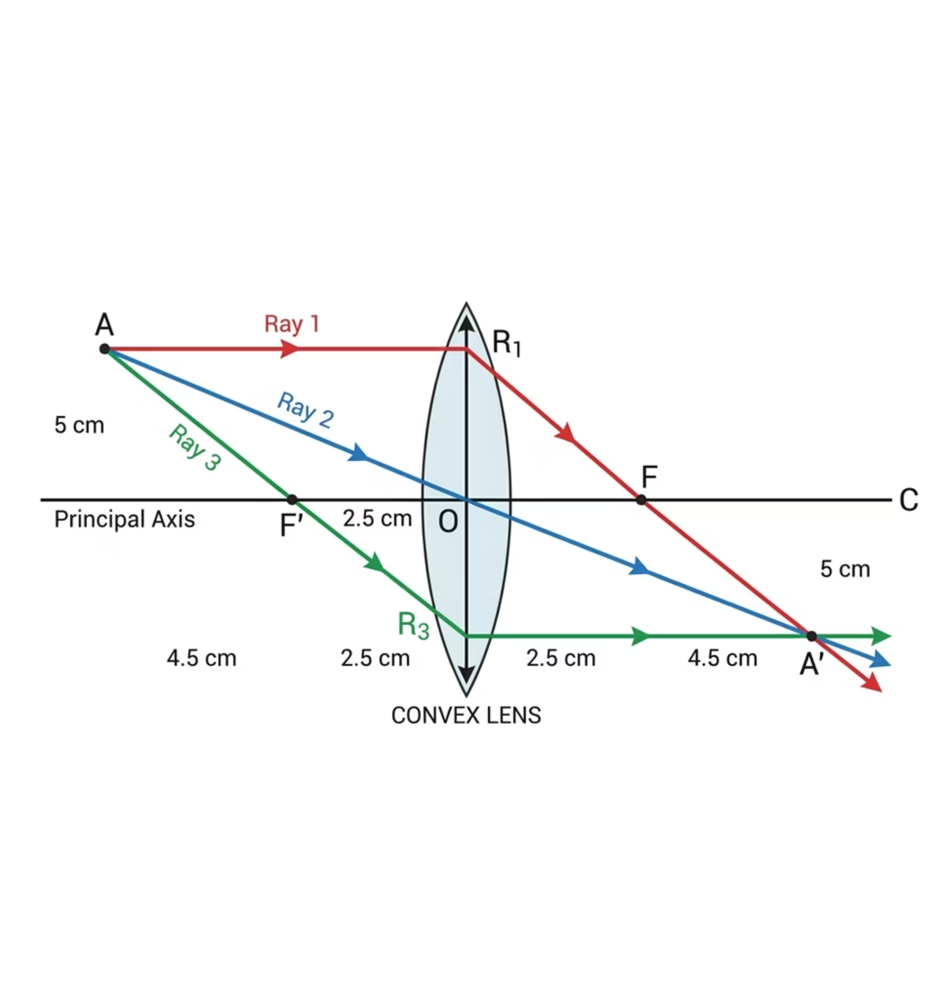 A
Ray 1
R₁
Ray 2
5 cm
Ray 3
F
C
Principal Axis
F′
2.5 cm
O
5 cm
R₃
4.5 cm
2.5 cm
2.5 cm
4.5 cm
A′
CONVEX LENS